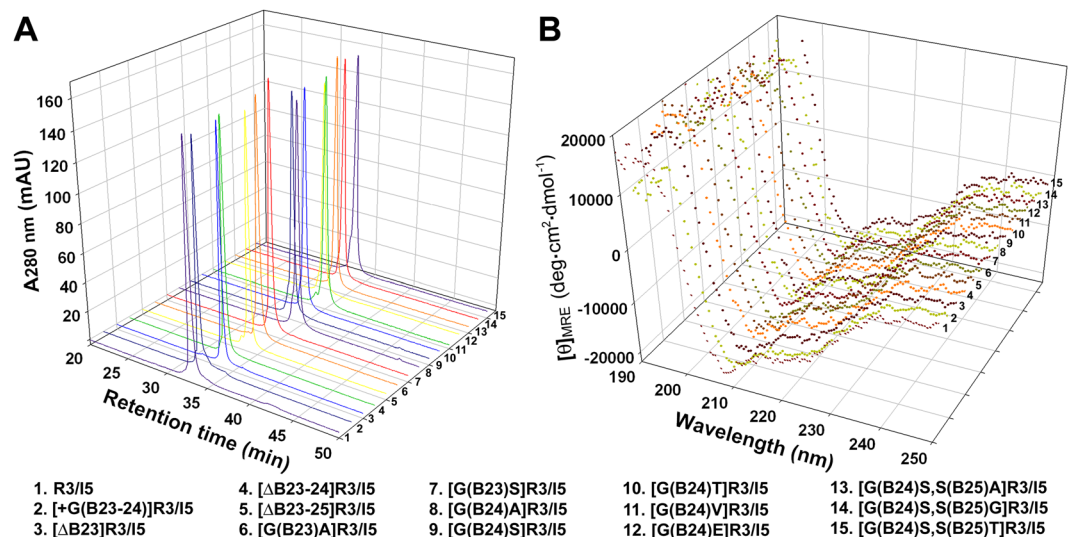 A
160
140
120
100
80
60
40
20
A280 nm (mAU)
20
25
30
35
40
45
50
Retention time (min)
1 2 3 4 5 6 7 8 9 10 11 12 13 14 15
B
20000
10000
0
-10000
-20000
[θ]MRE (deg·cm²·dmol⁻¹)
190
200
210
220
230
240
250
Wavelength (nm)
15
14
13
12
11
10
9
8
7
6
5
4
3
2
1
1. R3/I5
2. [+G(B23-24)]R3/I5
3. [ΔB23]R3/I5
4. [ΔB23-24]R3/I5
5. [ΔB23-25]R3/I5
6. [G(B23)A]R3/I5
7. [G(B23)S]R3/I5
8. [G(B24)A]R3/I5
9. [G(B24)S]R3/I5
10. [G(B24)T]R3/I5
11. [G(B24)V]R3/I5
12. [G(B24)E]R3/I5
13. [G(B24)S,S(B25)A]R3/I5
14. [G(B24)S,S(B25)G]R3/I5
15. [G(B24)S,S(B25)T]R3/I5